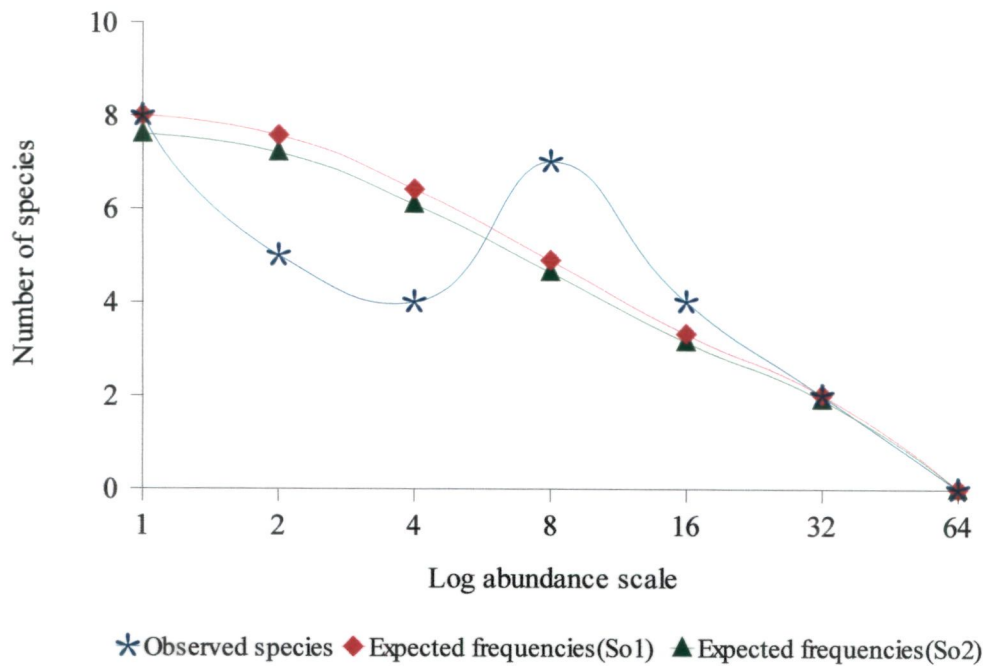 10
8
6
4
2
0
Number of species
1 2 4 8 16 32 64
Log abundance scale
Observed species Expected frequencies(So1) Expected frequencies(So2)